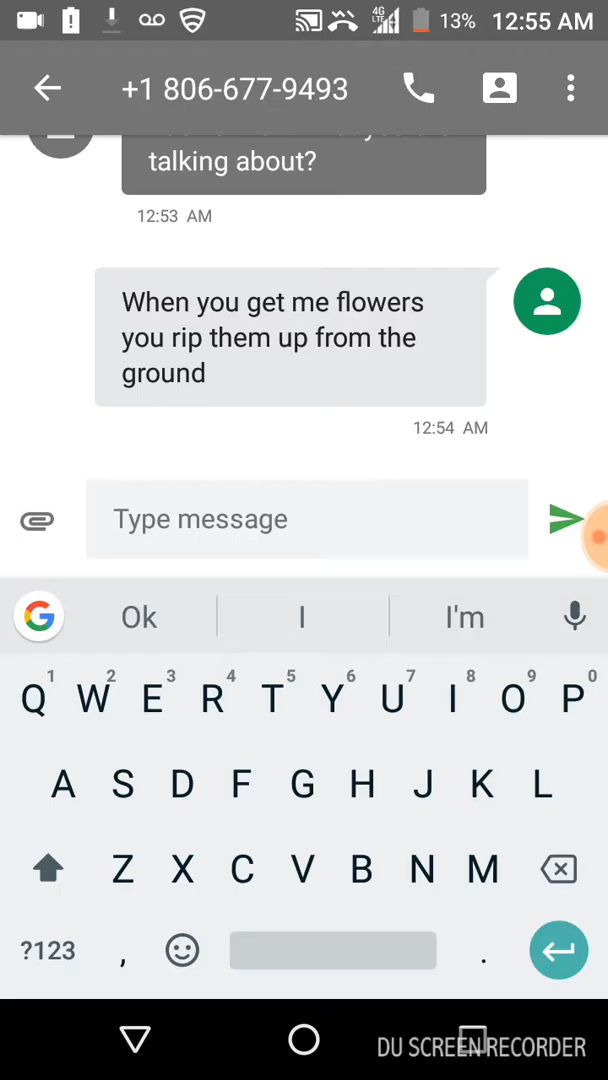 13% 12:55 AM
4G
LTE
+1 806-677-9493
talking about?
12:53 AM
When you get me flowers
you rip them up from the
ground
12:54 AM
Type message
G Ok I I'm
1 2 3 4 5 6 7 8 9 0
Q W E R T Y U I O P
A S D F G H J K L
Z X C V B N M
?123 , .
DU SCREEN RECORDER